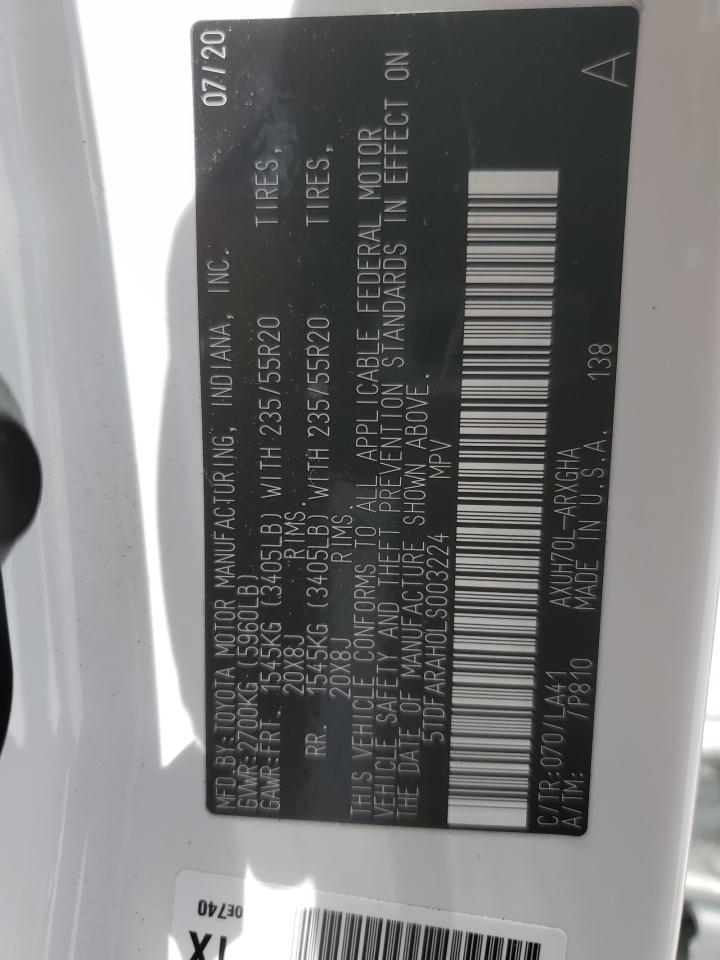 MFD.BY:TOYOTA MOTOR MANUFACTURING, INDIANA, INC. 07/20
GVWR:2700KG (5960LB)
GAWR:FRT. 1545KG (3405LB) WITH 235/55R20 TIRES,
20X8J RIMS.
RR. 1545KG (3405LB) WITH 235/55R20 TIRES,
20X8J RIMS.
THIS VEHICLE CONFORMS TO ALL APPLICABLE FEDERAL MOTOR
VEHICLE SAFETY AND THEFT PREVENTION STANDARDS IN EFFECT ON
THE DATE OF MANUFACTURE SHOWN ABOVE.
5TDFARAH0LS003224 MPV
C/TR:070/LA41 AXUH70L-ARXGHA 138 A
A/TM: /P810 MADE IN U.S.A.
0E740